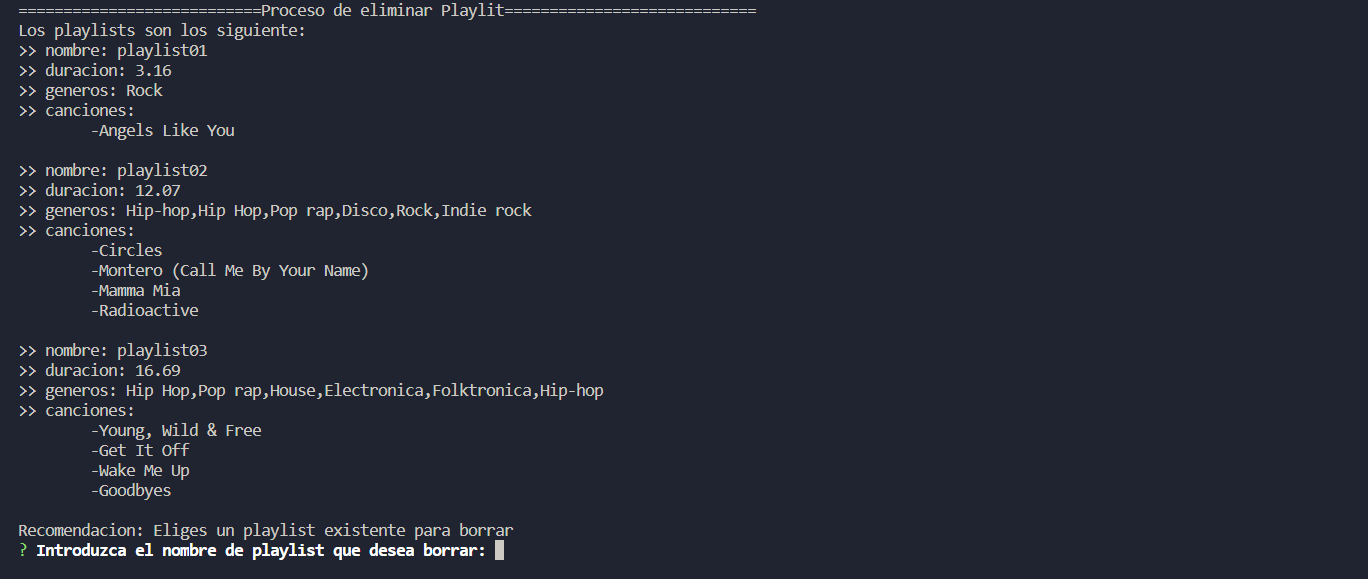 ===========================Proceso de eliminar Playlit============================
Los playlists son los siguiente:
>> nombre: playlist01
>> duracion: 3.16
>> generos: Rock
>> canciones:
        -Angels Like You

>> nombre: playlist02
>> duracion: 12.07
>> generos: Hip-hop,Hip Hop,Pop rap,Disco,Rock,Indie rock
>> canciones:
        -Circles
        -Montero (Call Me By Your Name)
        -Mamma Mia
        -Radioactive

>> nombre: playlist03
>> duracion: 16.69
>> generos: Hip Hop,Pop rap,House,Electronica,Folktronica,Hip-hop
>> canciones:
        -Young, Wild & Free
        -Get It Off
        -Wake Me Up
        -Goodbyes

Recomendacion: Eliges un playlist existente para borrar
? Introduzca el nombre de playlist que desea borrar: